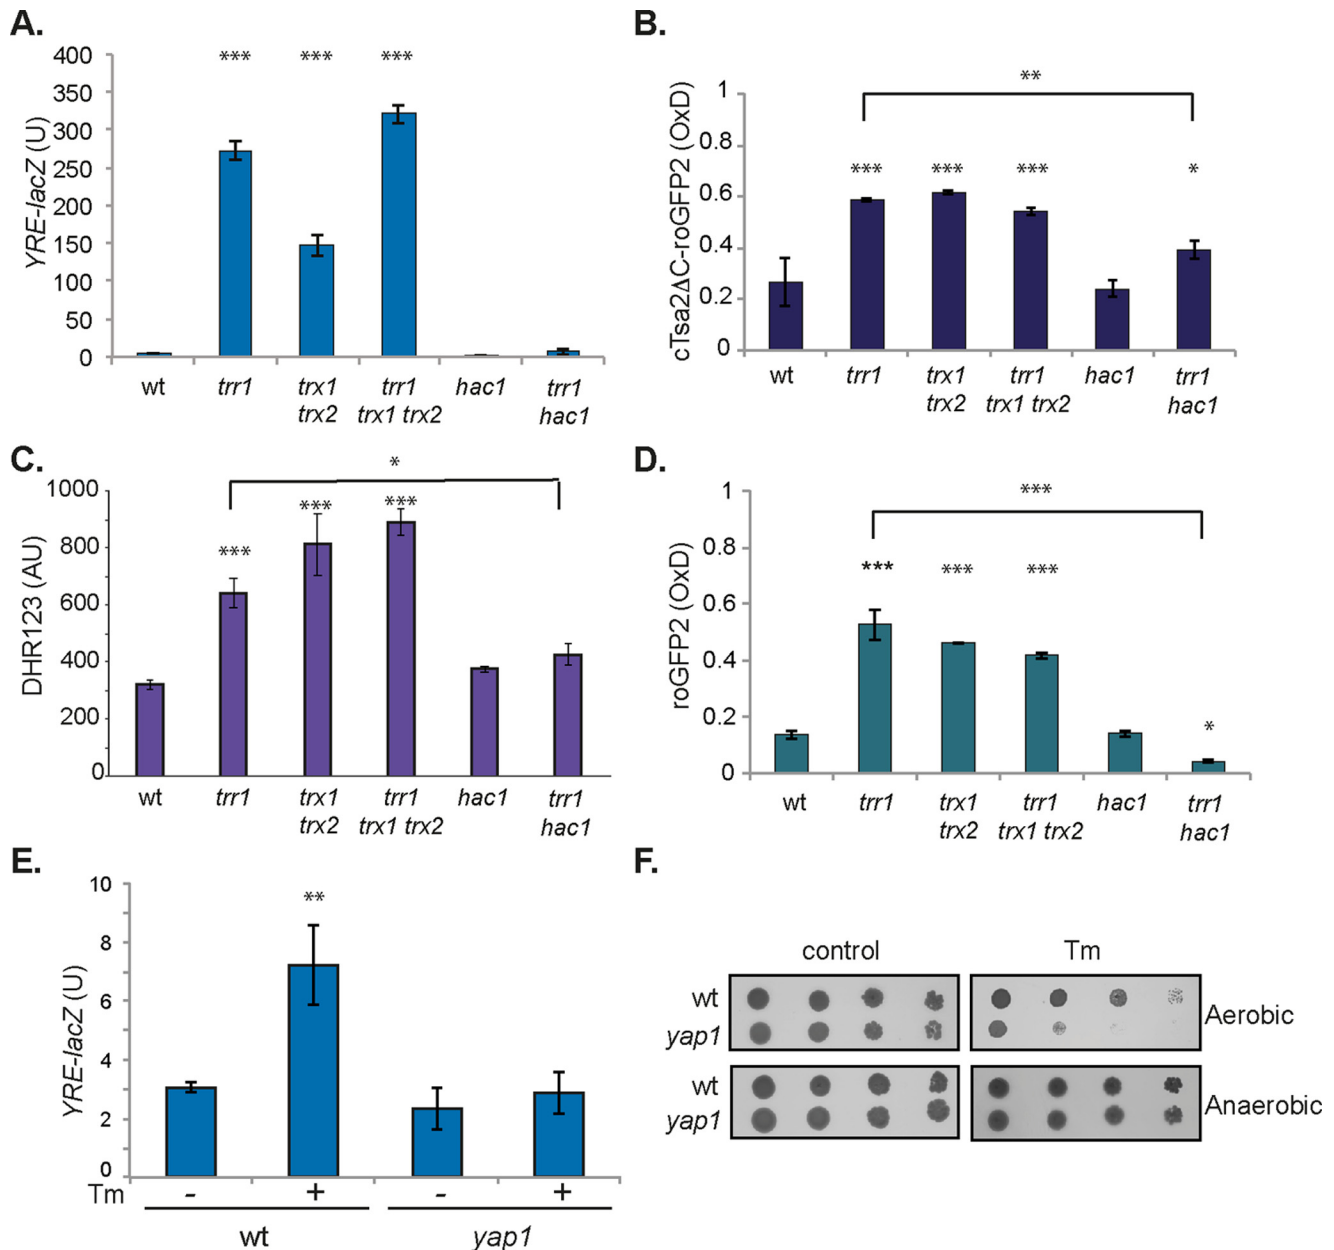 A.
400
350
300
250
200
150
100
50
0
YRE-lacZ (U)
*** *** ***
wt trr1 trx1 trr1 hac1 trr1
trx2 trx1 trx2 hac1
B.
1
0.8
0.6
0.4
0.2
0
cTsa2ΔC-roGFP2 (OxD)
**
*** *** *** *
wt trr1 trx1 trr1 hac1 trr1
trx2 trx1 trx2 hac1
C.
1000
800
600
400
200
0
DHR123 (AU)
*
*** *** ***
wt trr1 trx1 trr1 hac1 trr1
trx2 trx1 trx2 hac1
D.
1
0.8
0.6
0.4
0.2
0
roGFP2 (OxD)
***
*** *** *** *
wt trr1 trx1 trr1 hac1 trr1
trx2 trx1 trx2 hac1
E.
10
8
6
4
2
0
YRE-lacZ (U)
**
Tm - + - +
wt yap1
F.
control Tm
wt
yap1
Aerobic
wt
yap1
Anaerobic